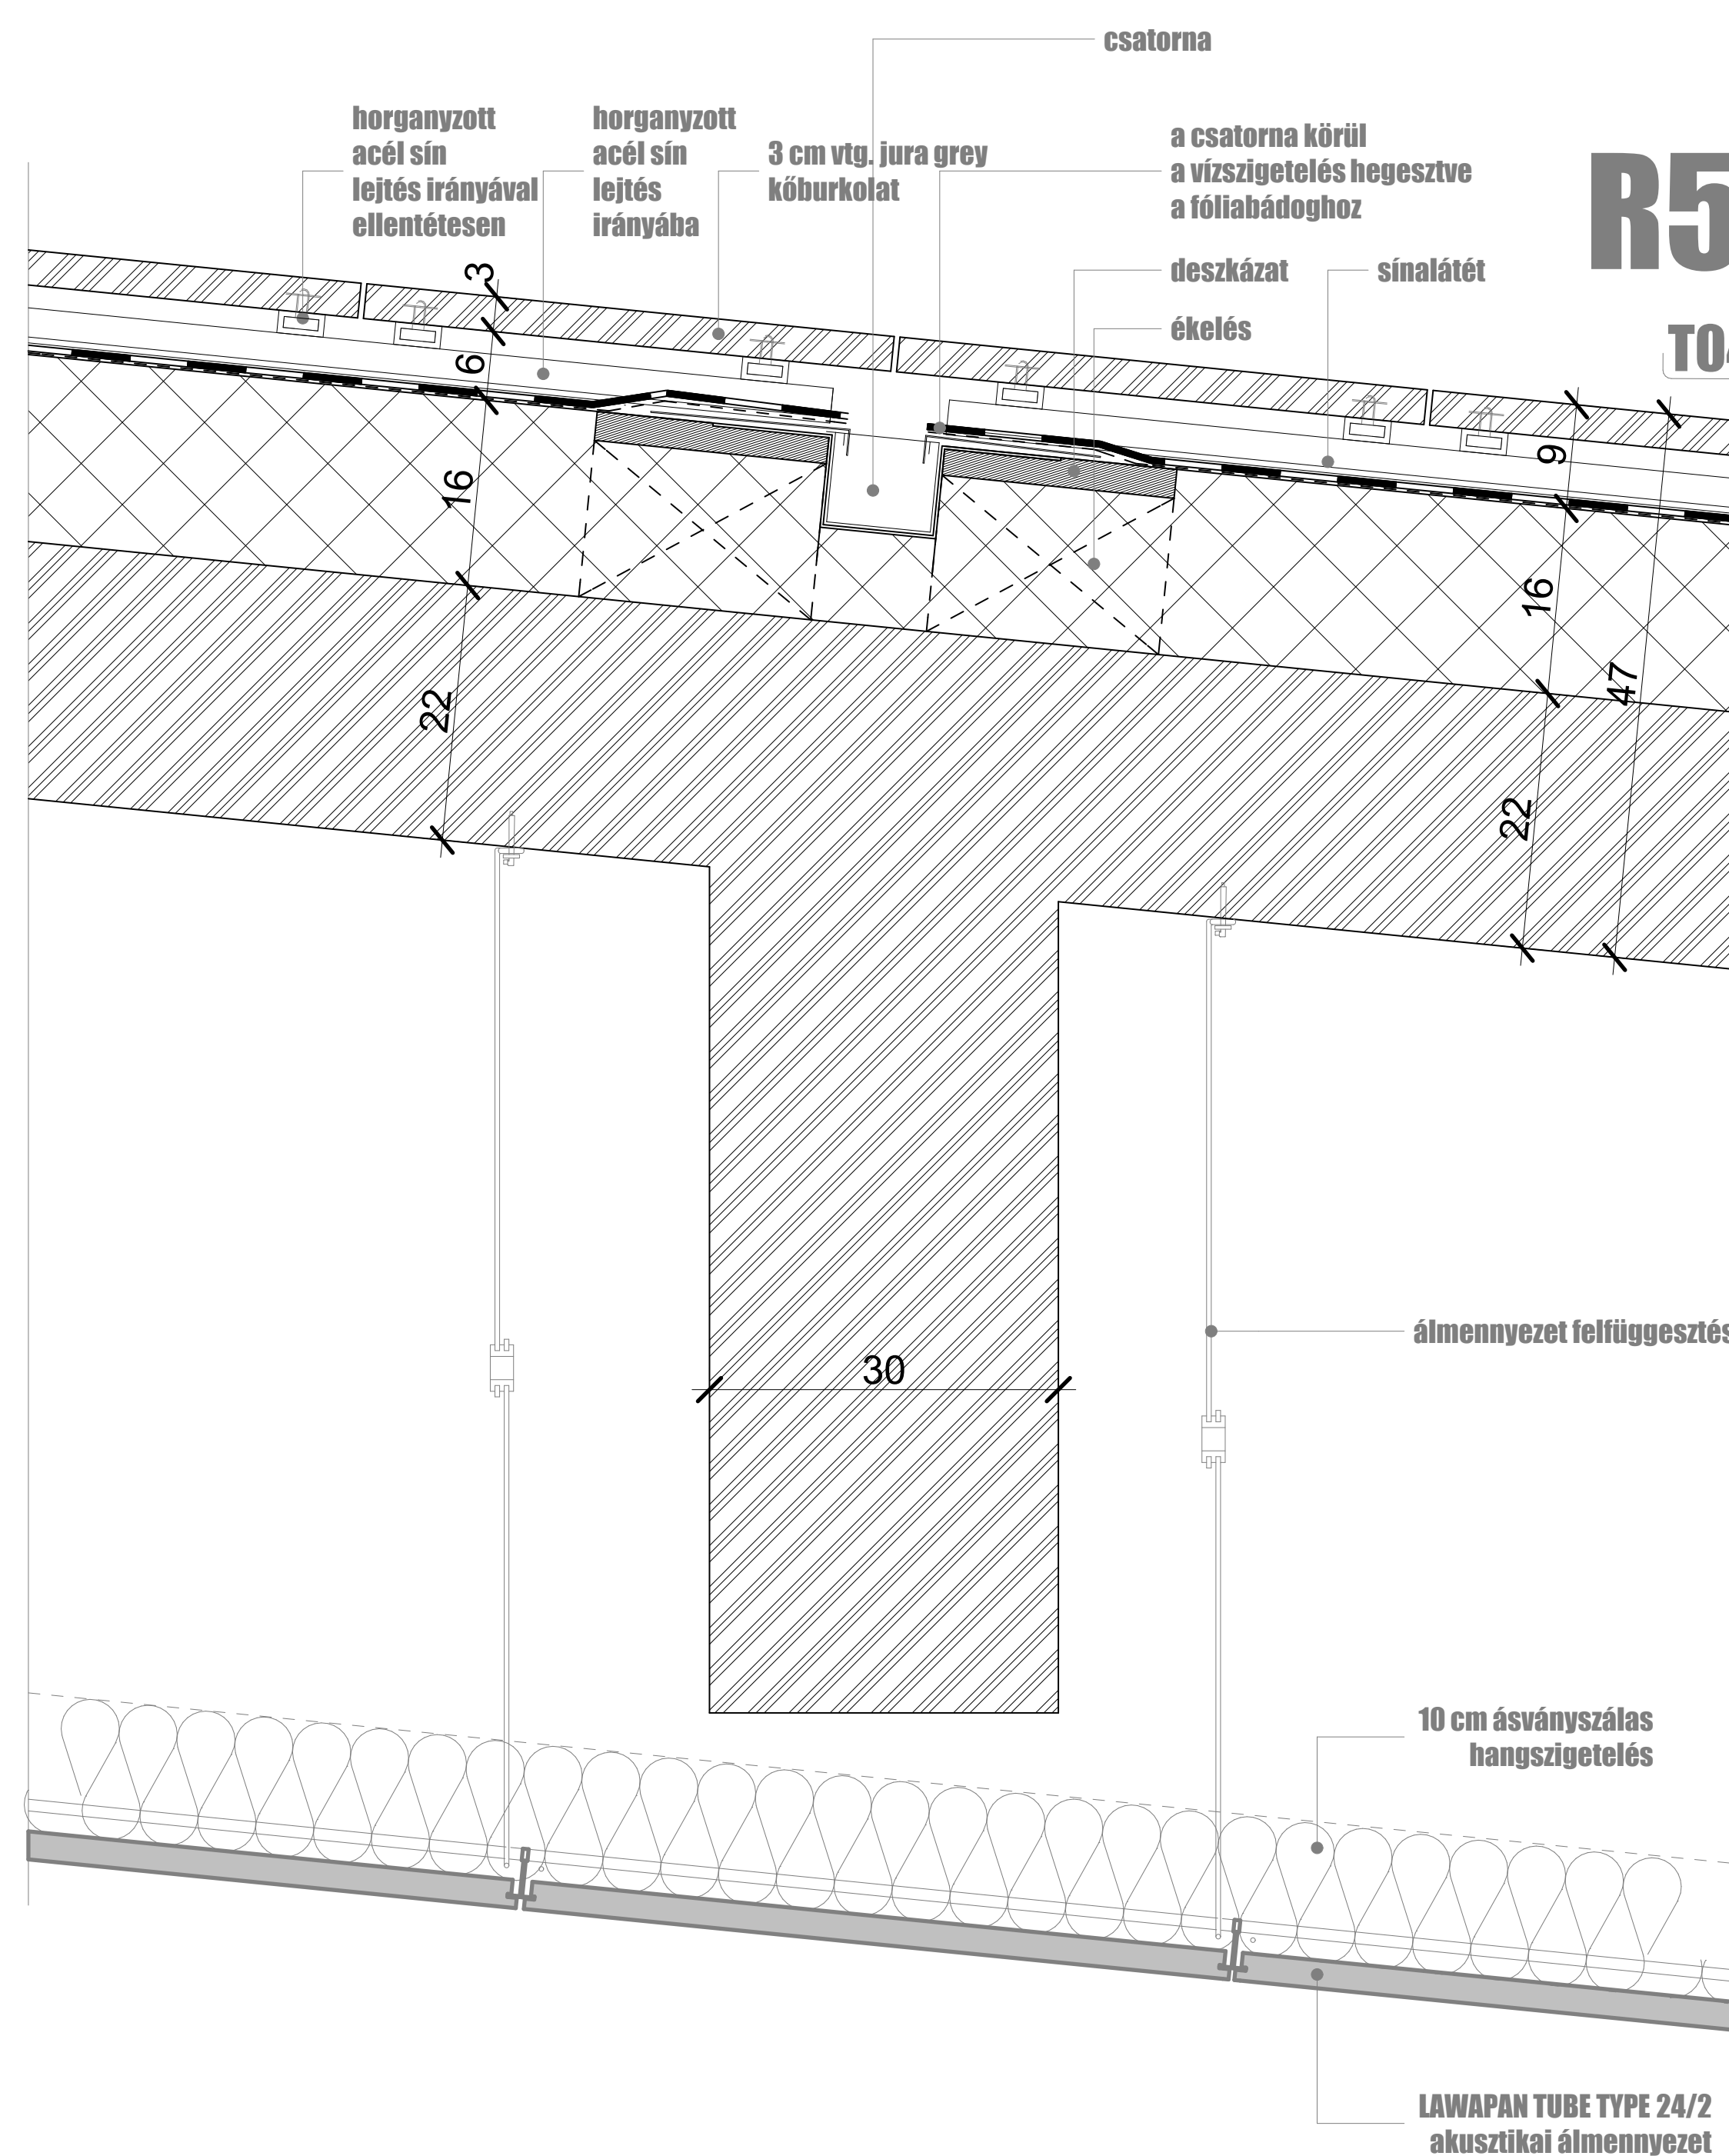 csatorna
horganyzott
acél sín
lejtés irányával
ellentétesen
horganyzott
acél sín
lejtés
irányába
3 cm vtg. jura grey
kőburkolat
a csatorna körül
a vízszigetelés hegesztve
a fóliabádoghoz
R5
deszkázat
sínalátét
ékelés
T04
3
6
16
22
9
16
47
22
30
álmennyezet felfüggesztés
10 cm ásványszálas
hangszigetelés
LAWAPAN TUBE TYPE 24/2
akusztikai álmennyezet